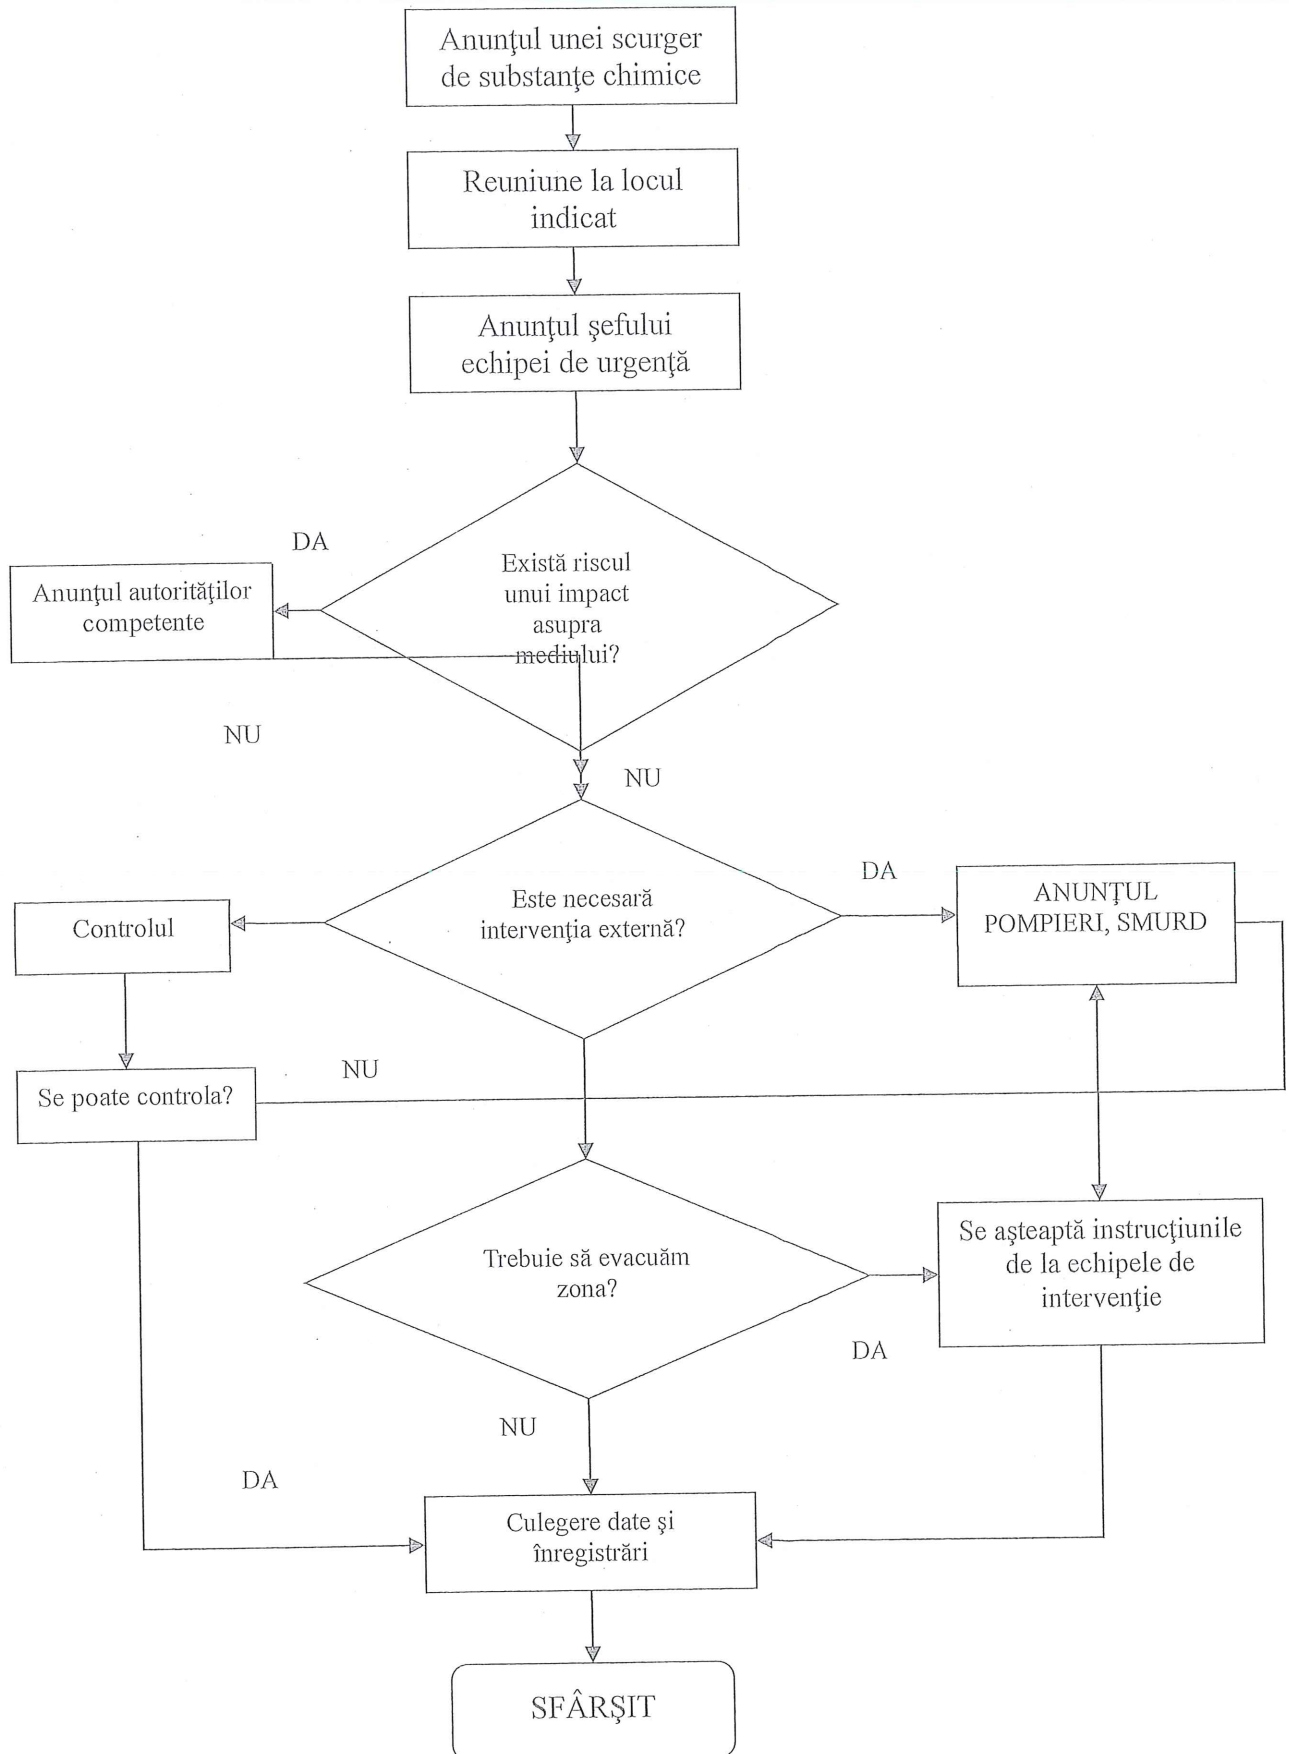 Anunţul unei scurger
de substanţe chimice
Reuniune la locul
indicat
Anunţul şefului
echipei de urgenţă
DA
Există riscul
unui impact
asupra
mediului?
Anunţul autorităţilor
competente
NU
NU
DA
Este necesară
intervenţia externă?
ANUNŢUL
POMPIERI, SMURD
Controlul
NU
Se poate controla?
Trebuie să evacuăm
zona?
Se aşteaptă instrucţiunile
de la echipele de
intervenţie
DA
NU
DA
Culegere date şi
înregistrări
SFÂRŞIT